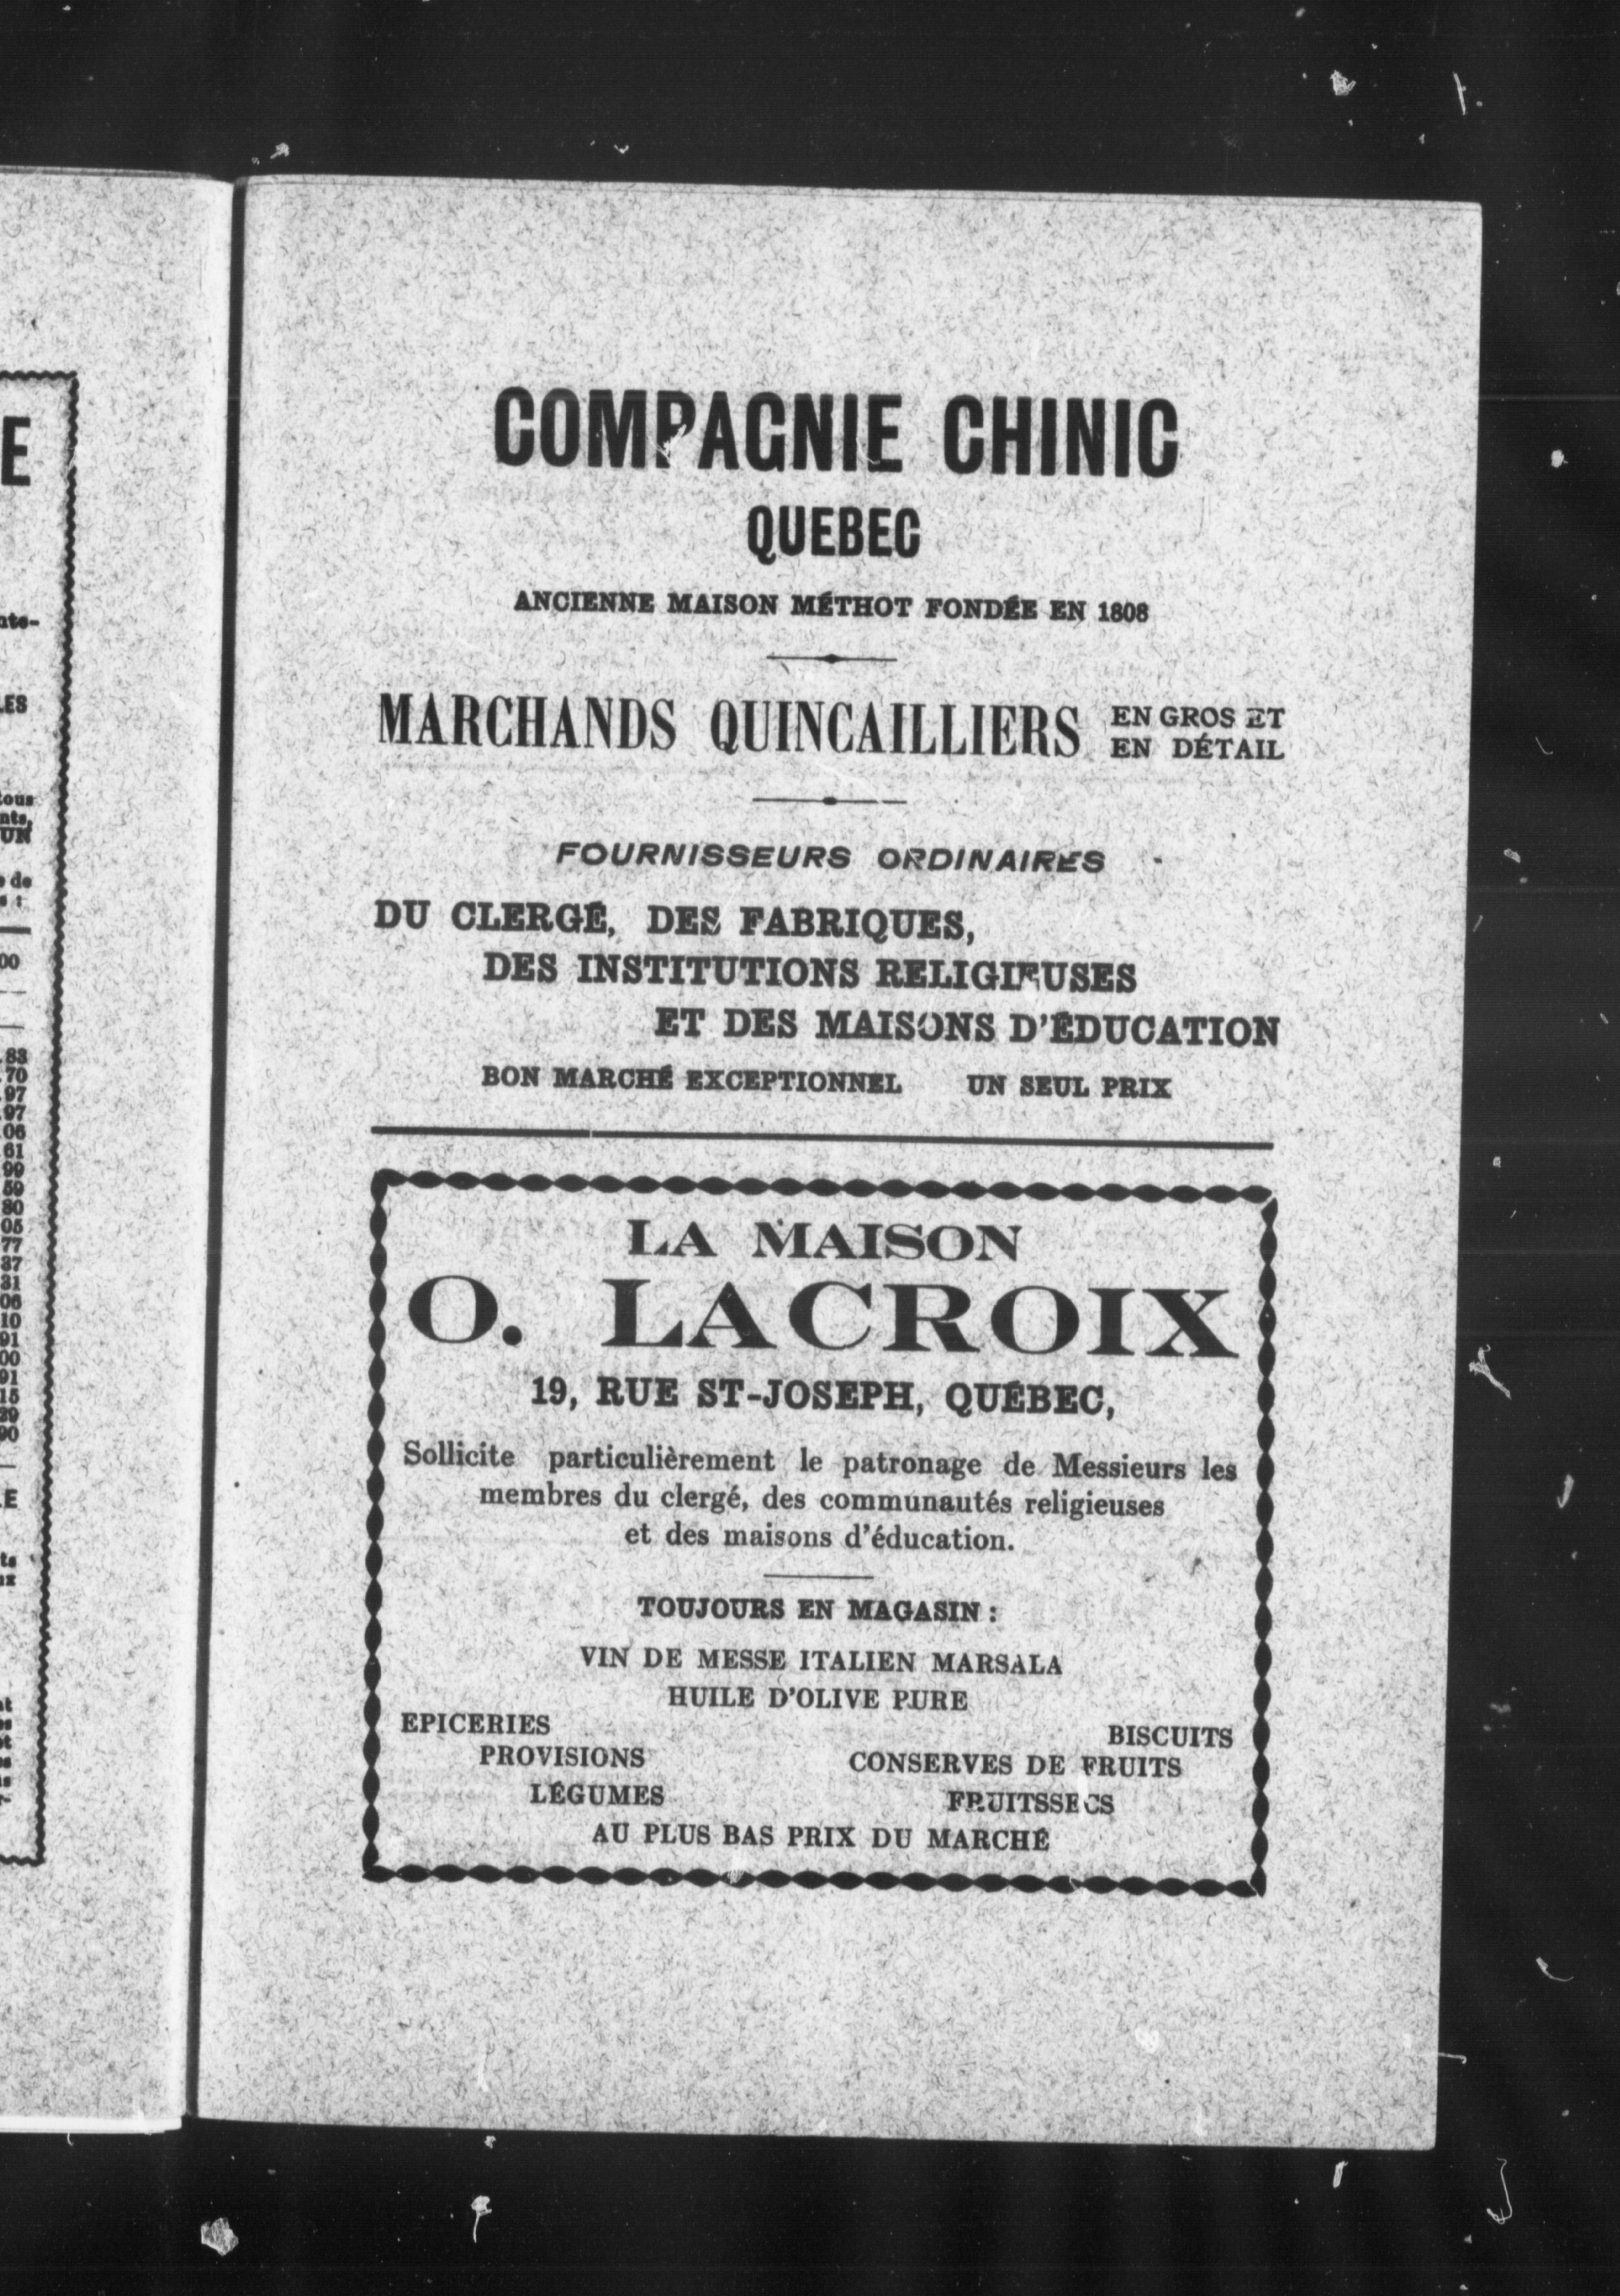 COMPAGNIE CHINIC
QUEBEC
ANCIENNE MAISON MÉTHOT FONDÉE EN 1808
MARCHANDS QUINCAILLIERS EN GROS ET
EN DÉTAIL
FOURNISSEURS ORDINAIRES
DU CLERGÉ, DES FABRIQUES,
DES INSTITUTIONS RELIGIEUSES
ET DES MAISONS D'ÉDUCATION
BON MARCHÉ EXCEPTIONNEL UN SEUL PRIX
LA MAISON
O. LACROIX
19, RUE ST-JOSEPH, QUÉBEC,
Sollicite particulièrement le patronage de Messieurs les
membres du clergé, des communautés religieuses
et des maisons d'éducation.
TOUJOURS EN MAGASIN :
VIN DE MESSE ITALIEN MARSALA
HUILE D'OLIVE PURE
EPICERIES BISCUITS
PROVISIONS CONSERVES DE FRUITS
LÉGUMES FRUITSSECS
AU PLUS BAS PRIX DU MARCHÉ